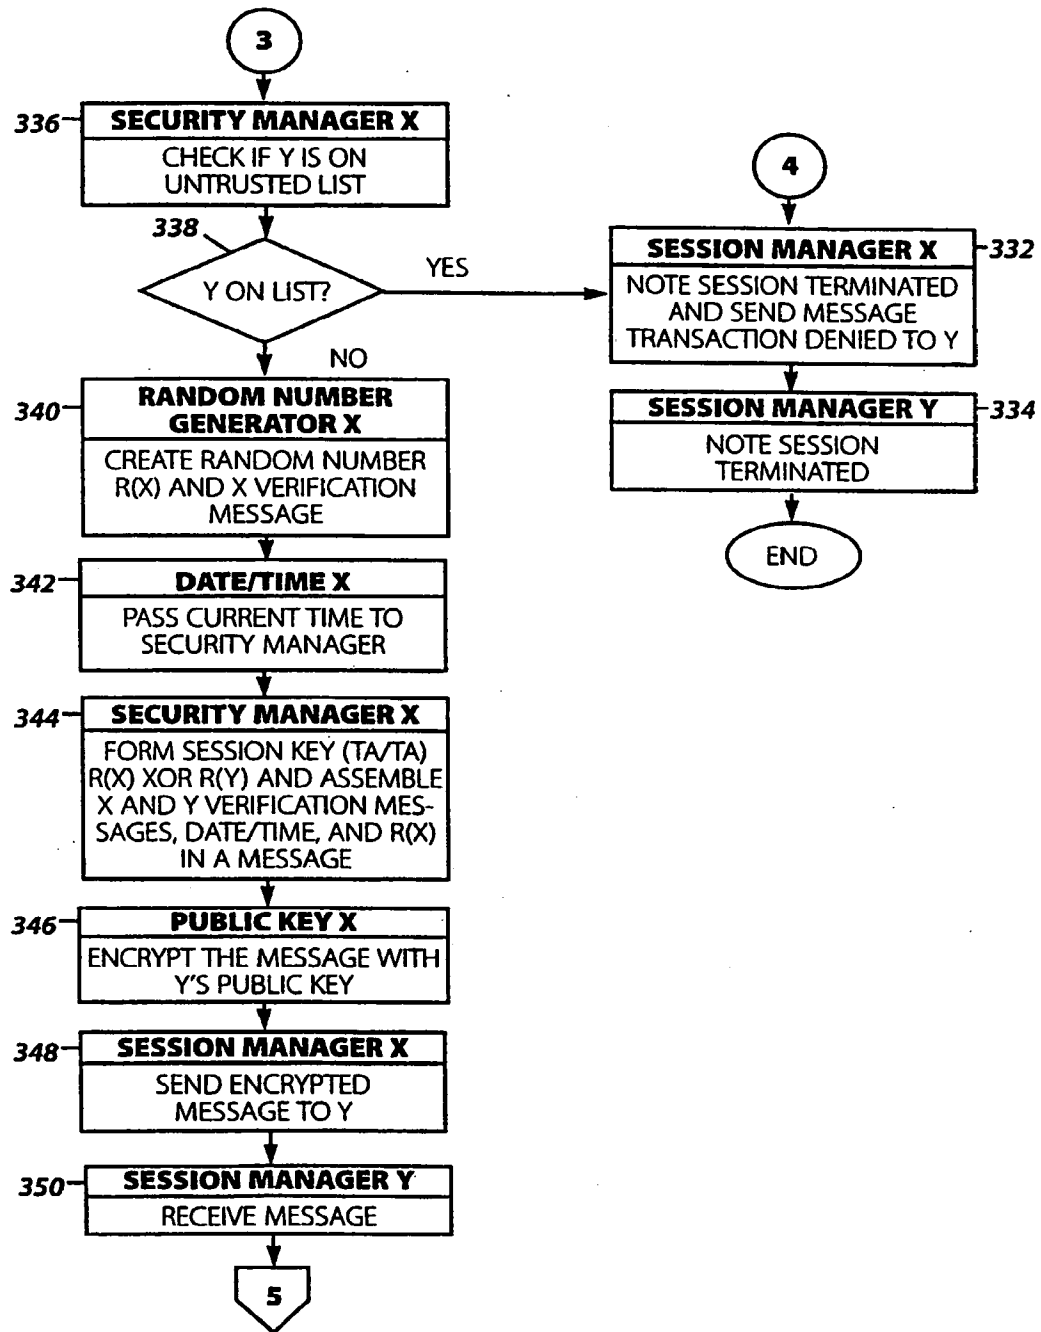 3
336
SECURITY MANAGER X
CHECK IF Y IS ON
UNTRUSTED LIST
338
Y ON LIST?
YES
NO
4
SESSION MANAGER X
332
NOTE SESSION TERMINATED
AND SEND MESSAGE
TRANSACTION DENIED TO Y
SESSION MANAGER Y
334
NOTE SESSION
TERMINATED
END
340
RANDOM NUMBER
GENERATOR X
CREATE RANDOM NUMBER
R(X) AND X VERIFICATION
MESSAGE
342
DATE/TIME X
PASS CURRENT TIME TO
SECURITY MANAGER
344
SECURITY MANAGER X
FORM SESSION KEY (TA/TA)
R(X) XOR R(Y) AND ASSEMBLE
X AND Y VERIFICATION MES-
SAGES, DATE/TIME, AND R(X)
IN A MESSAGE
346
PUBLIC KEY X
ENCRYPT THE MESSAGE WITH
Y'S PUBLIC KEY
348
SESSION MANAGER X
SEND ENCRYPTED
MESSAGE TO Y
350
SESSION MANAGER Y
RECEIVE MESSAGE
5